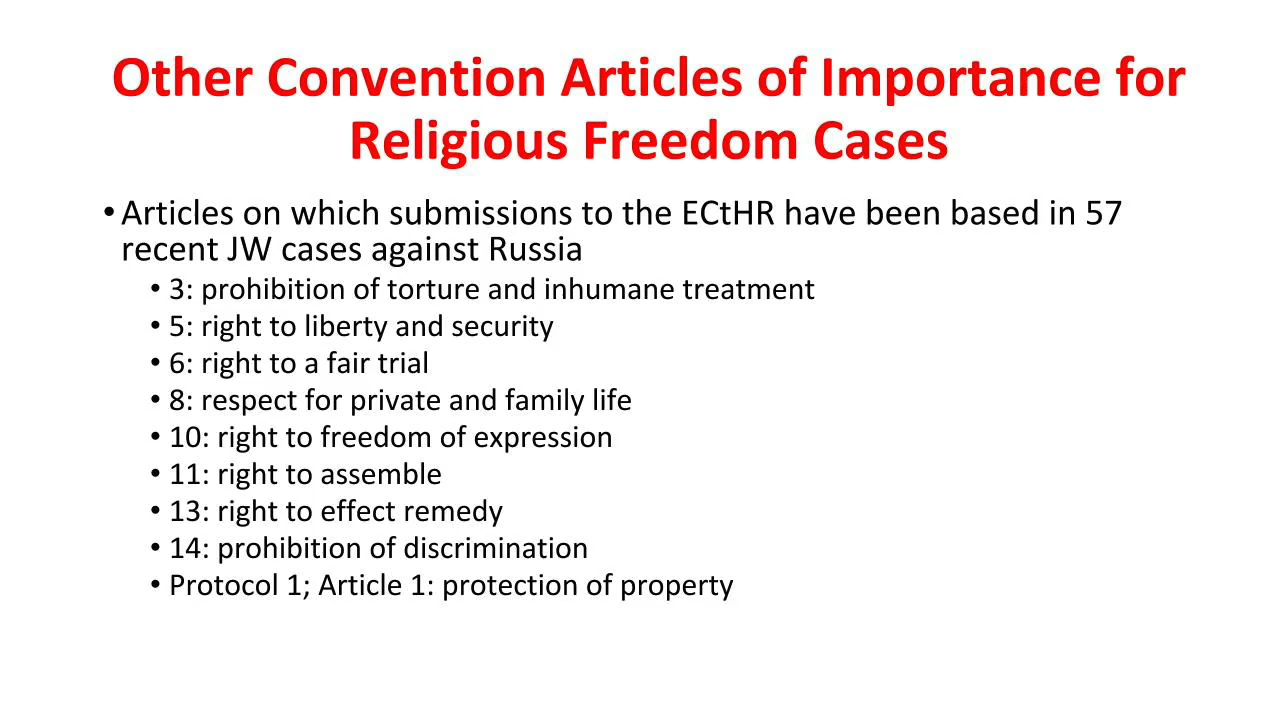 Other Convention Articles of Importance for
Religious Freedom Cases
• Articles on which submissions to the ECtHR have been based in 57
recent JW cases against Russia
• 3: prohibition of torture and inhumane treatment
• 5: right to liberty and security
• 6: right to a fair trial
• 8: respect for private and family life
• 10: right to freedom of expression
• 11: right to assemble
• 13: right to effect remedy
• 14: prohibition of discrimination
• Protocol 1; Article 1: protection of property